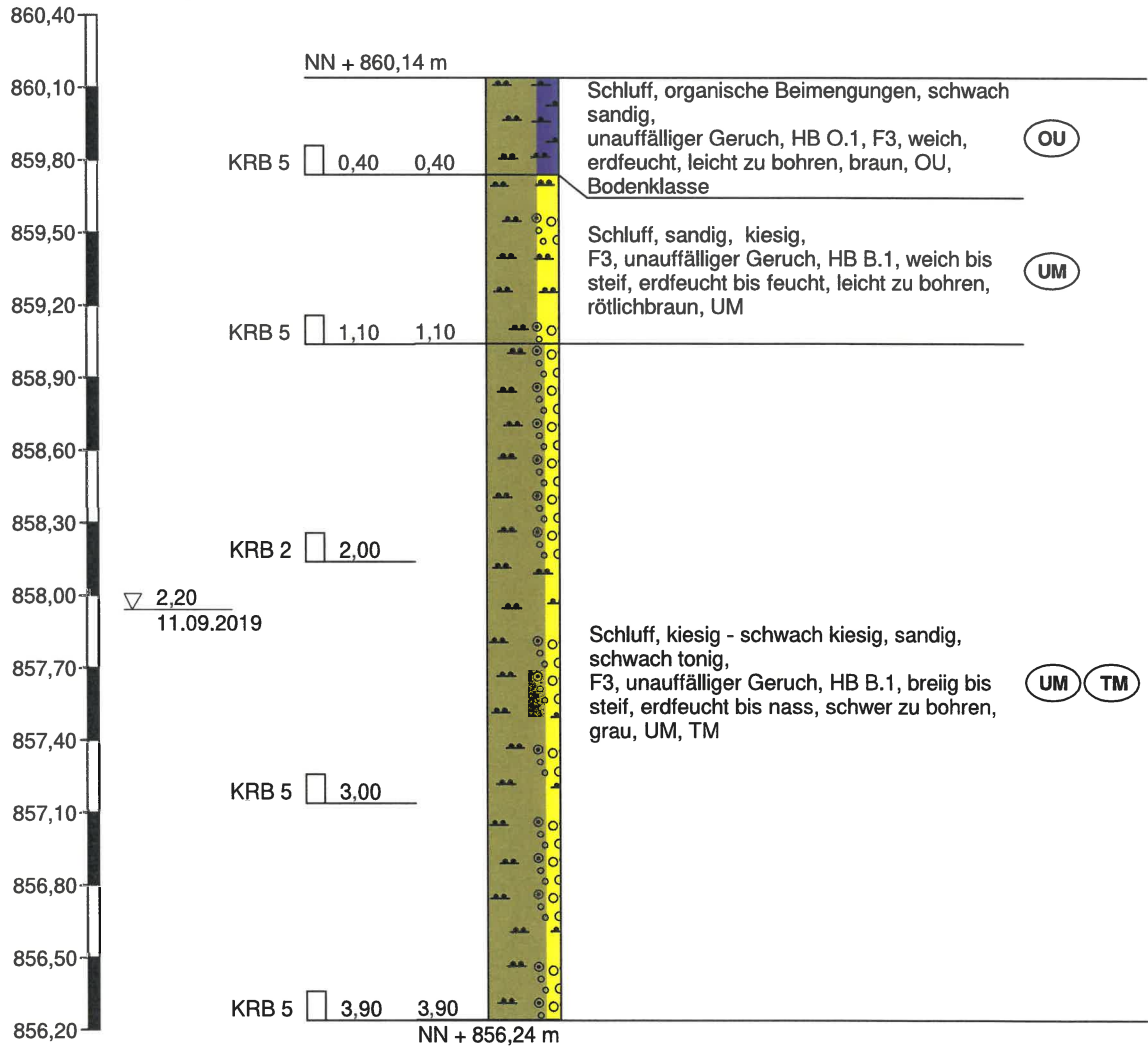 860,40
NN + 860,14 m
860,10
Schluff, organische Beimengungen, schwach
sandig,
unauffälliger Geruch, HB O.1, F3, weich,
erdfeucht, leicht zu bohren, braun, OU,
Bodenklasse
OU
859,80
KRB 5 0,40 0,40
859,50
Schluff, sandig, kiesig,
F3, unauffälliger Geruch, HB B.1, weich bis
steif, erdfeucht bis feucht, leicht zu bohren,
rötlichbraun, UM
UM
859,20
KRB 5 1,10 1,10
858,90
858,60
858,30
KRB 2 2,00
858,00
2,20
11.09.2019
Schluff, kiesig - schwach kiesig, sandig,
schwach tonig,
F3, unauffälliger Geruch, HB B.1, breiig bis
steif, erdfeucht bis nass, schwer zu bohren,
grau, UM, TM
UM TM
857,70
857,40
KRB 5 3,00
857,10
856,80
856,50
KRB 5 3,90 3,90
856,20
NN + 856,24 m